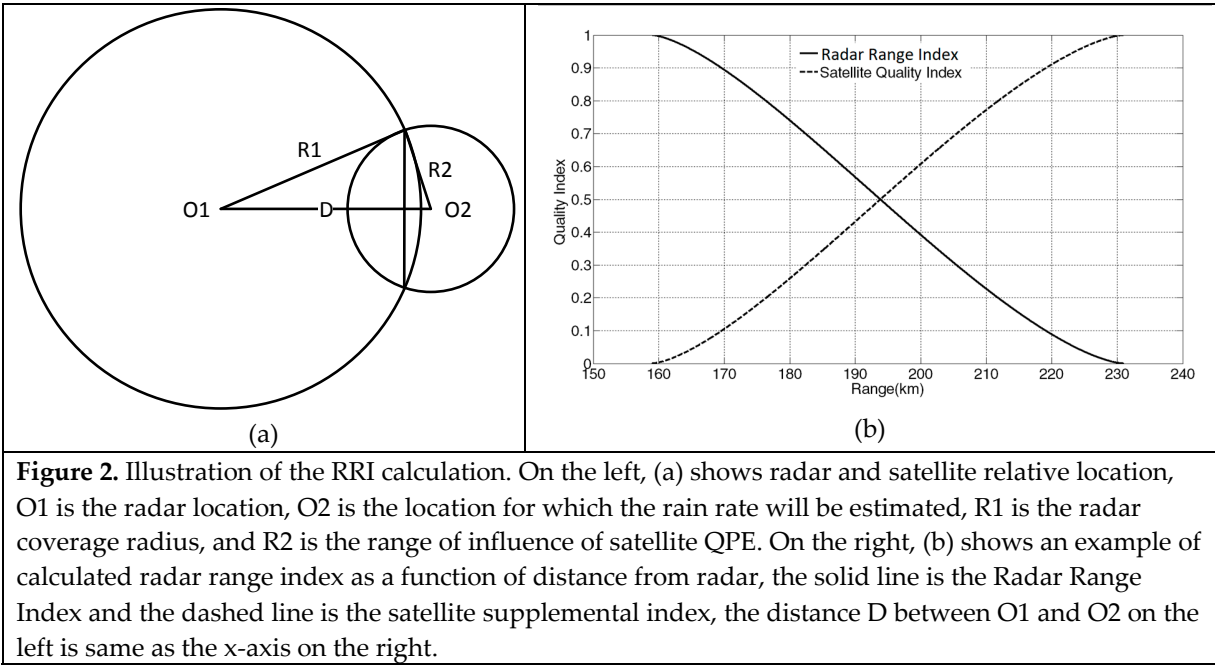 R1
R2
O1
D
O2
(a)
1
0.9
0.8
0.7
0.6
0.5
0.4
0.3
0.2
0.1
0
Quality Index
Radar Range Index
Satellite Quality Index
150 160 170 180 190 200 210 220 230 240
Range(km)
(b)
Figure 2. Illustration of the RRI calculation. On the left, (a) shows radar and satellite relative location,
O1 is the radar location, O2 is the location for which the rain rate will be estimated, R1 is the radar
coverage radius, and R2 is the range of influence of satellite QPE. On the right, (b) shows an example of
calculated radar range index as a function of distance from radar, the solid line is the Radar Range
Index and the dashed line is the satellite supplemental index, the distance D between O1 and O2 on the
left is same as the x-axis on the right.